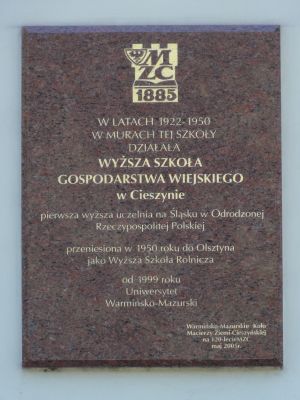 MZC
1885
W LATACH 1922-1950
W MURACH TEJ SZKOŁY
DZIAŁAŁA
WYŻSZA SZKOŁA
GOSPODARSTWA WIEJSKIEGO
w Cieszynie
pierwsza wyższa uczelnia na Śląsku w Odrodzonej
Rzeczypospolitej Polskiej
przeniesiona w 1950 roku do Olsztyna
jako Wyższa Szkoła Rolnicza
od 1999 roku
Uniwersytet
Warmińsko-Mazurski
Warmińsko-Mazurskie Koło
Macierzy Ziemi Cieszyńskiej
na 120-lecie MZC
maj 2005r.